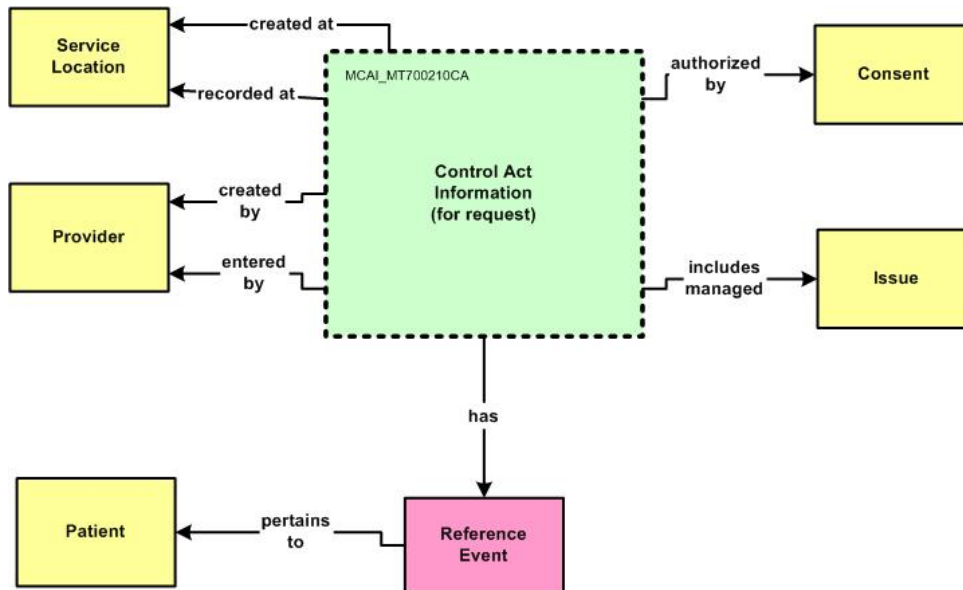 Service
Location
created at
recorded at
MCAI_MT700210CA
authorized
by
Consent
Control Act
Information
(for request)
Provider
created
by
entered
by
includes
managed
Issue
has
Patient
pertains
to
Reference
Event